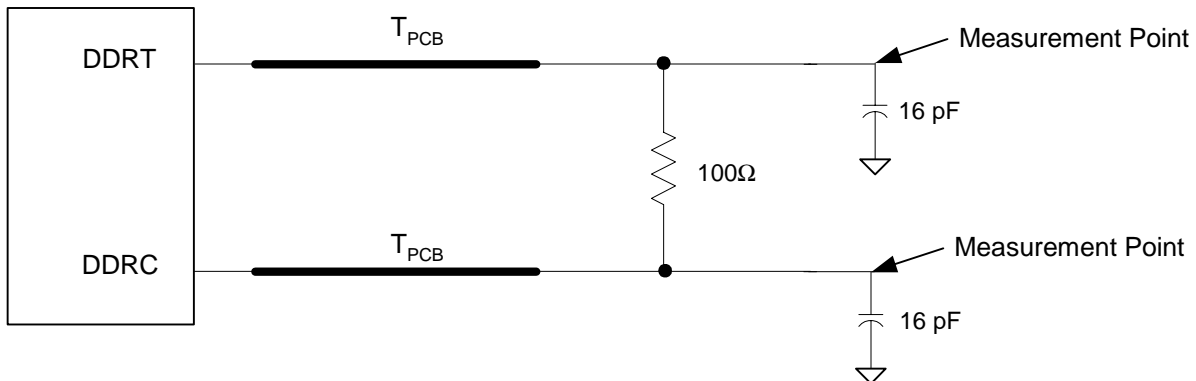 T_PCB
DDRT
Measurement Point
16 pF
100Ω
T_PCB
DDRC
Measurement Point
16 pF